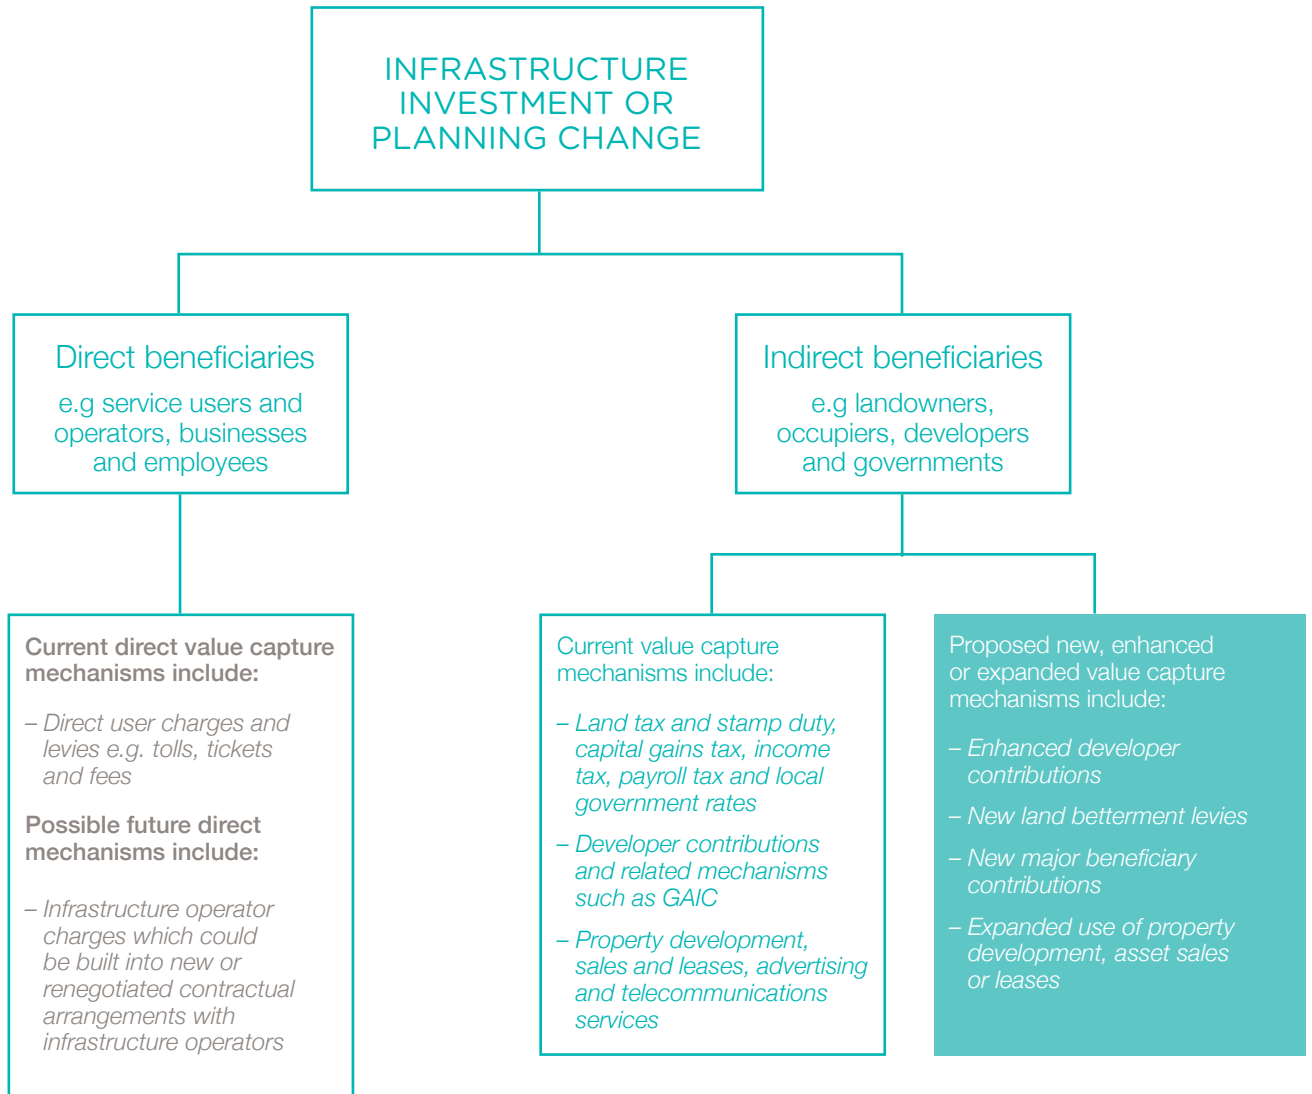 INFRASTRUCTURE
INVESTMENT OR
PLANNING CHANGE
Direct beneficiaries
e.g service users and
operators, businesses
and employees
Indirect beneficiaries
e.g landowners,
occupiers, developers
and governments
Current direct value capture
mechanisms include:
– Direct user charges and
levies e.g. tolls, tickets
and fees
Possible future direct
mechanisms include:
– Infrastructure operator
charges which could
be built into new or
renegotiated contractual
arrangements with
infrastructure operators
Current value capture
mechanisms include:
– Land tax and stamp duty,
capital gains tax, income
tax, payroll tax and local
government rates
– Developer contributions
and related mechanisms
such as GAIC
– Property development,
sales and leases, advertising
and telecommunications
services
Proposed new, enhanced
or expanded value capture
mechanisms include:
– Enhanced developer
contributions
– New land betterment levies
– New major beneficiary
contributions
– Expanded use of property
development, asset sales
or leases